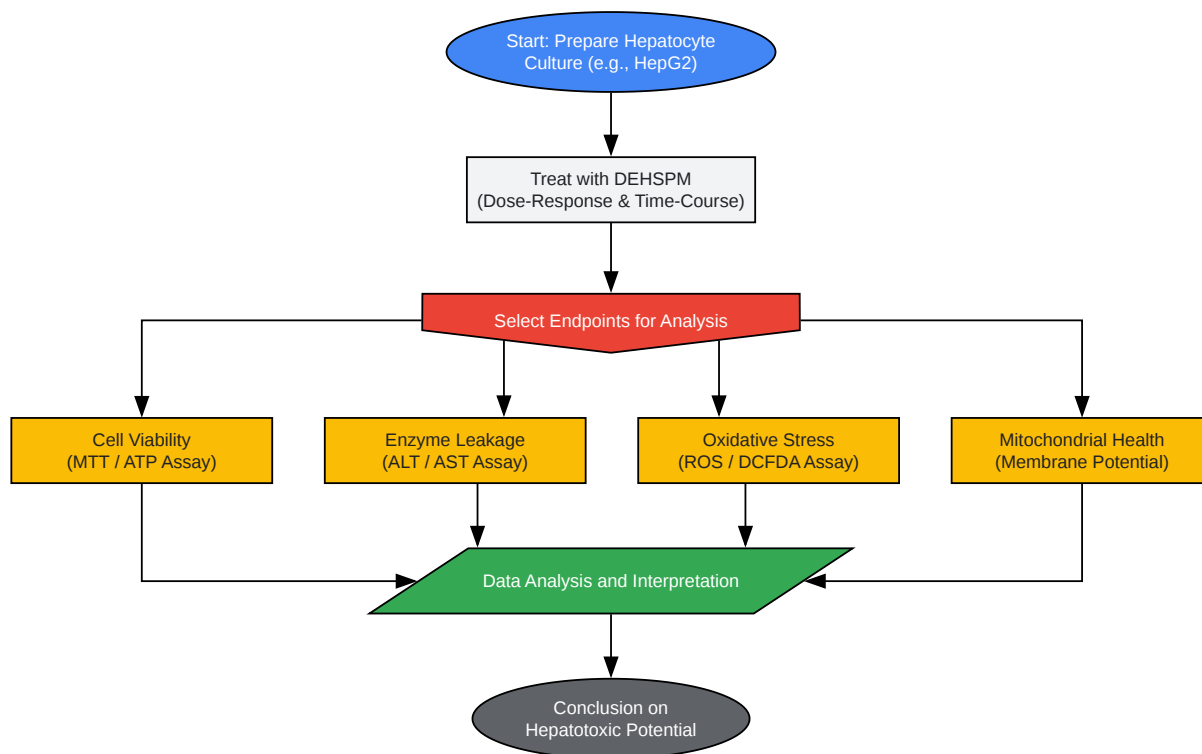 Start: Prepare Hepatocyte
Culture (e.g., HepG2)
Treat with DEHSPM
(Dose-Response & Time-Course)
Select Endpoints for Analysis
Cell Viability
(MTT / ATP Assay)
Enzyme Leakage
(ALT / AST Assay)
Oxidative Stress
(ROS / DCFDA Assay)
Mitochondrial Health
(Membrane Potential)
Data Analysis and Interpretation
Conclusion on
Hepatotoxic Potential